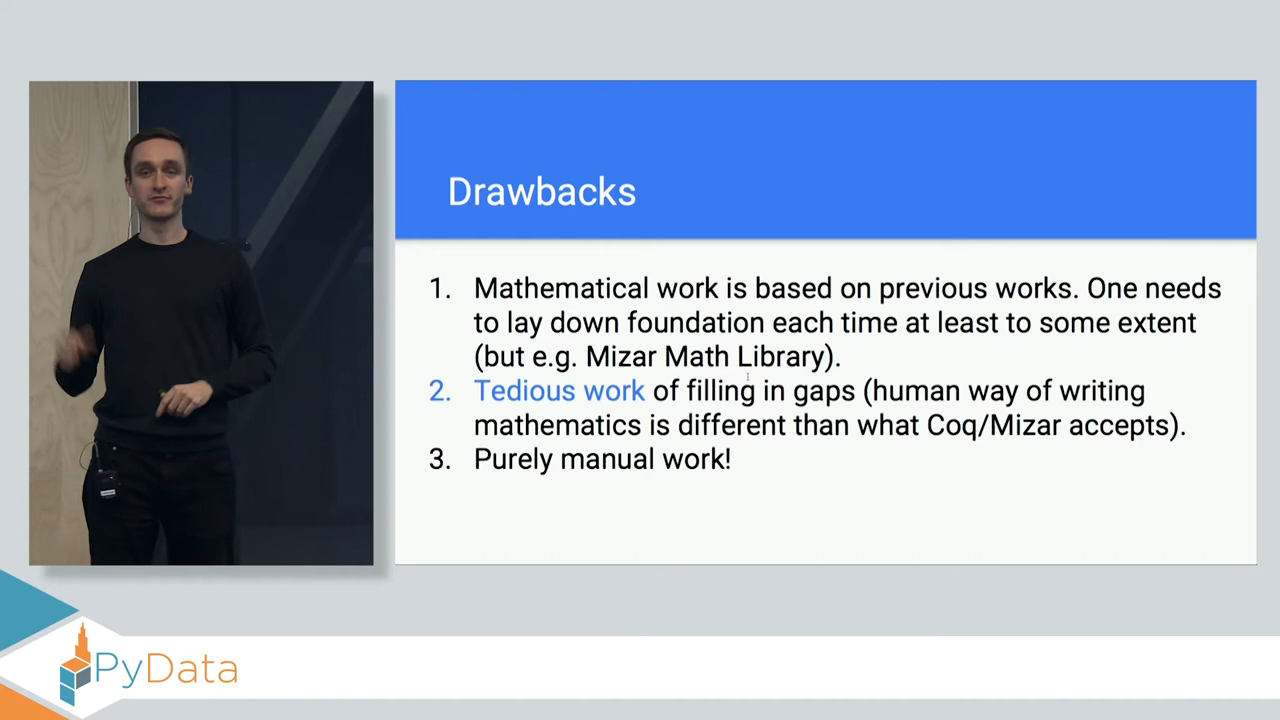 Drawbacks
1. Mathematical work is based on previous works. One needs
to lay down foundation each time at least to some extent
(but e.g. Mizar Math Library).
2. Tedious work of filling in gaps (human way of writing
mathematics is different than what Coq/Mizar accepts).
3. Purely manual work!
PyData